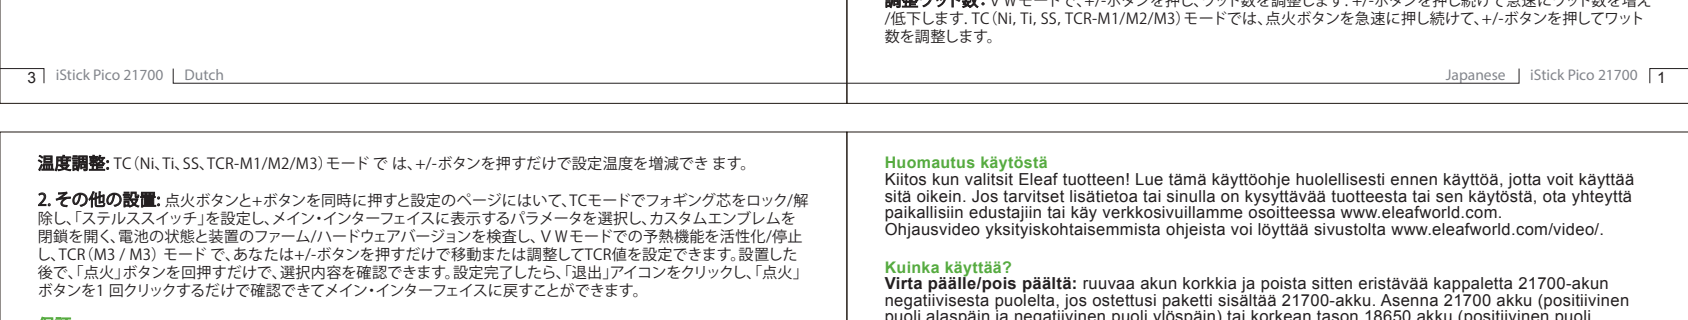 調整ワット数: V Wモードで、+/-ボタンを押し、ワット数を調整します. +/-ボタンを押し続けて急速にワット数を増え
/低下します. TC (Ni, Ti, SS, TCR-M1/M2/M3) モードでは、点火ボタンを急速に押し続けて、+/-ボタンを押してワット
数を調整します。
3 iStick Pico 21700 | Dutch
Japanese | iStick Pico 21700 1
温度調整: TC (Ni、Ti、SS、TCR-M1/M2/M3) モード で は、+/-ボタンを押すだけで設定温度を増減でき ます。
2. その他の設置: 点火ボタンと+ボタンを同時に押すと設定のページにはいて、TCモードでフォギング芯をロック/解
除し、「ステルススイッチ」を設定し、メイン・インターフェイスに表示するパラメータを選択し、カスタムエンブレムを
閉鎖を開く、電池の状態と装置のファーム/ハードウェアバージョンを検査し、V Wモードでの予熱機能を活性化/停止
し、TCR (M3 / M3) モード で、あなたは+/-ボタンを押すだけで移動または調整してTCR値を設定できます。設置した
後で、「点火」ボタンを回押すだけで、選択内容を確認できます。設定完了したら、「退出」アイコンをクリックし、「点火」
ボタンを1 回クリックするだけで確認できてメイン・インターフェイスに戻すことができます。
Huomautus käytöstä
Kiitos kun valitsit Eleaf tuotteen! Lue tämä käyttöohje huolellisesti ennen käyttöä, jotta voit käyttää
sitä oikein. Jos tarvitset lisätietoa tai sinulla on kysyttävää tuotteesta tai sen käytöstä, ota yhteyttä
paikallisiin edustajiin tai käy verkkosivuillamme osoitteessa www.eleafworld.com.
Ohjausvideo yksityiskohtaisemmista ohjeista voi löyttää sivustolta www.eleafworld.com/video/.
Kuinka käyttää?
Virta päälle/pois päältä: ruuvaa akun korkkia ja poista sitten eristävää kappaletta 21700-akun
negatiivisesta puolelta, jos ostettusi paketti sisältää 21700-akku. Asenna 21700 akku (positiivinen
puoli alaspäin ja negatiivinen puoli ylöspäin) tai korkean tason 18650 akku (positiivinen puoli